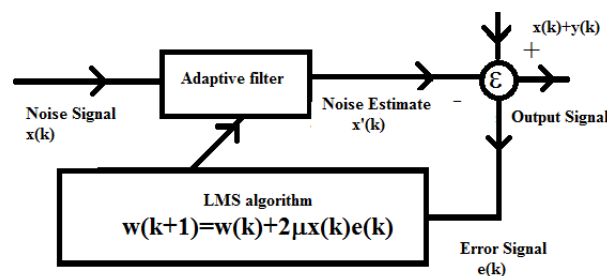 x(k)+y(k)
+
Adaptive filter
ε
-
Noise Signal
x(k)
Noise Estimate
x'(k)
Output Signal
LMS algorithm
w(k+1)=w(k)+2μx(k)e(k)
Error Signal
e(k)